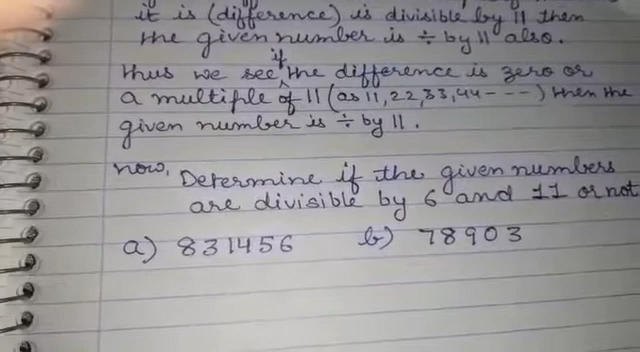 it is (difference) is divisible by 11 then
the given number is ÷ by 11 also.
Thus we see if the difference is zero or
a multiple of 11 (as 11, 22, 33, 44 - - - -) then the
given number is ÷ by 11.
now, Determine if the given numbers
are divisible by 6 and 11 or not
a) 831456 b) 78903